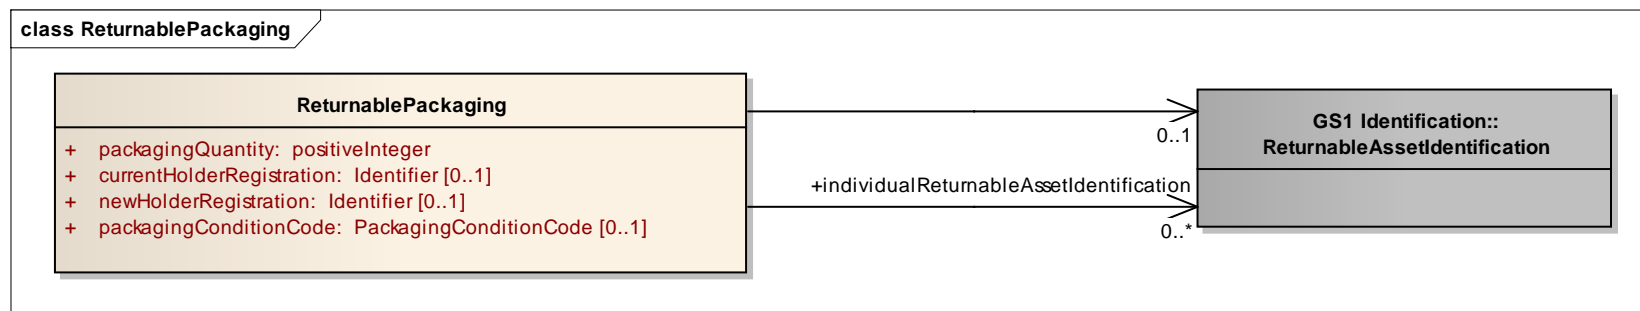 class ReturnablePackaging
ReturnablePackaging
+ packagingQuantity: positiveInteger
+ currentHolderRegistration: Identifier [0..1]
+ newHolderRegistration: Identifier [0..1]
+ packagingConditionCode: PackagingConditionCode [0..1]
0..1
+individualReturnableAssetIdentification
0..*
GS1 Identification::
ReturnableAssetIdentification